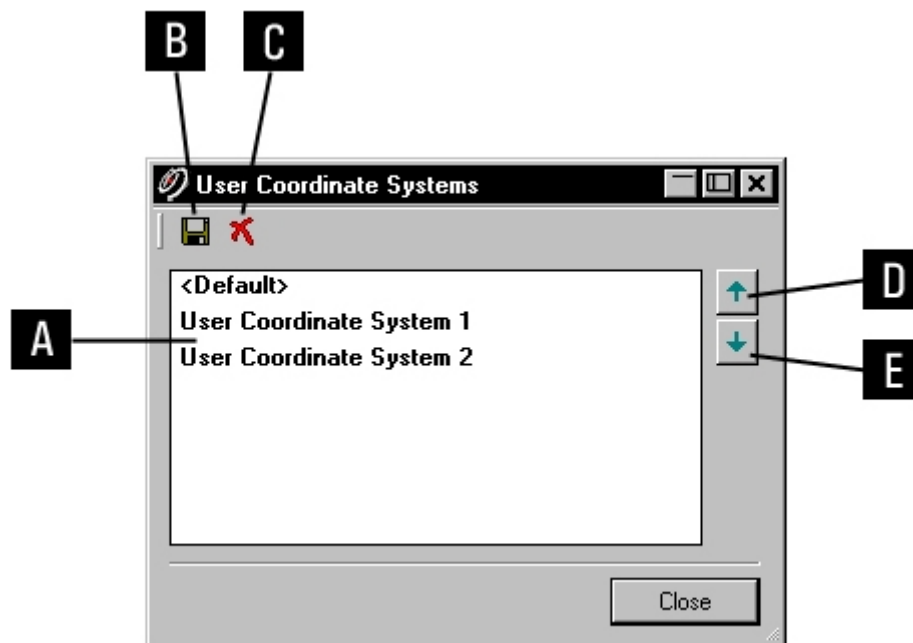 B C
User Coordinate Systems
<Default>
D
User Coordinate System 1
A
User Coordinate System 2
E
Close